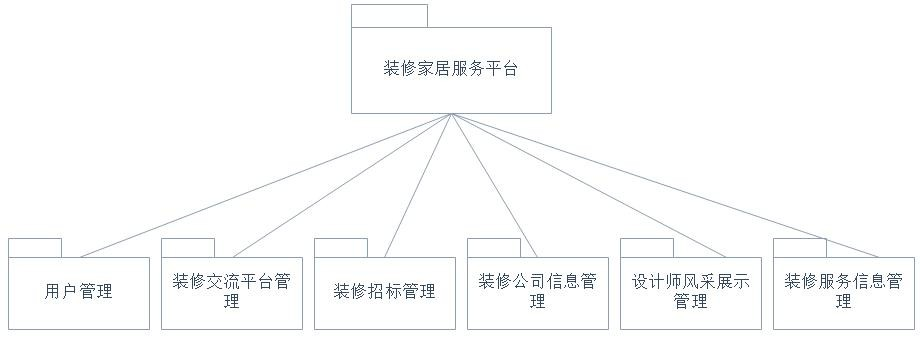 装修家居服务平台
用户管理
装修交流平台管
理
装修招标管理
装修公司信息管
理
设计师风采展示
管理
装修服务信息管
理